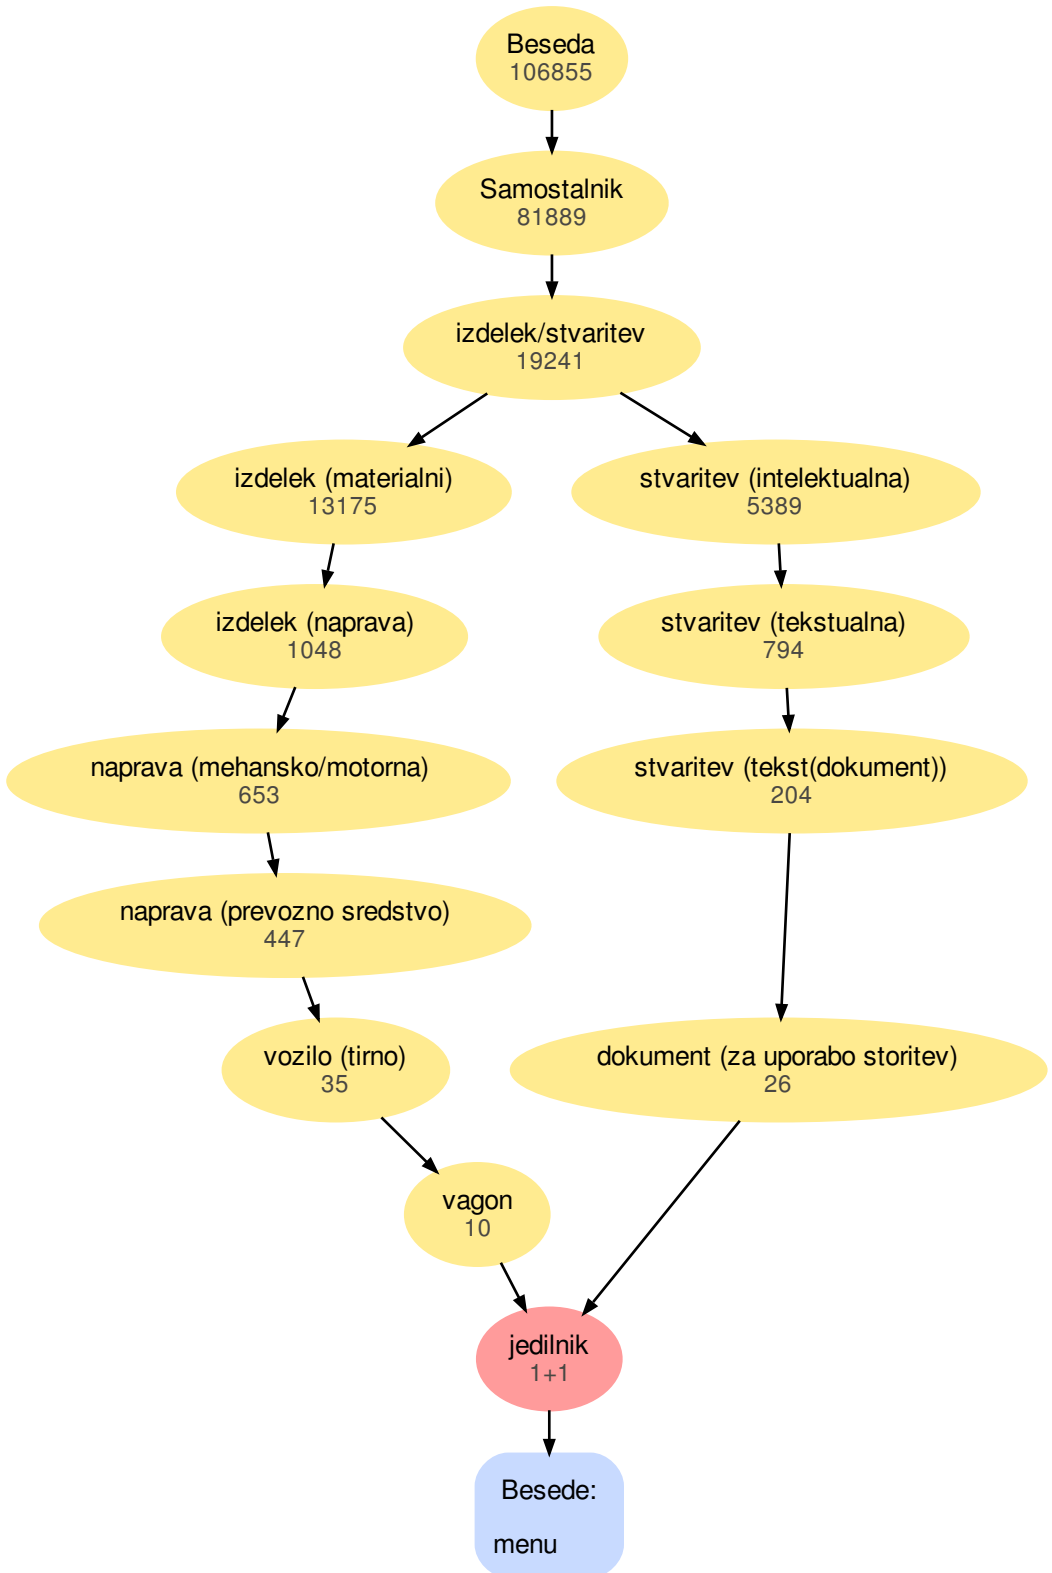 Beseda
106855
Samostalnik
81889
izdelek/stvaritev
19241
izdelek (materialni)
13175
stvaritev (intelektualna)
5389
izdelek (naprava)
1048
stvaritev (tekstualna)
794
naprava (mehansko/motorna)
653
stvaritev (tekst(dokument))
204
naprava (prevozno sredstvo)
447
vozilo (tirno)
35
dokument (za uporabo storitev)
26
vagon
10
jedilnik
1+1
Besede:
menu